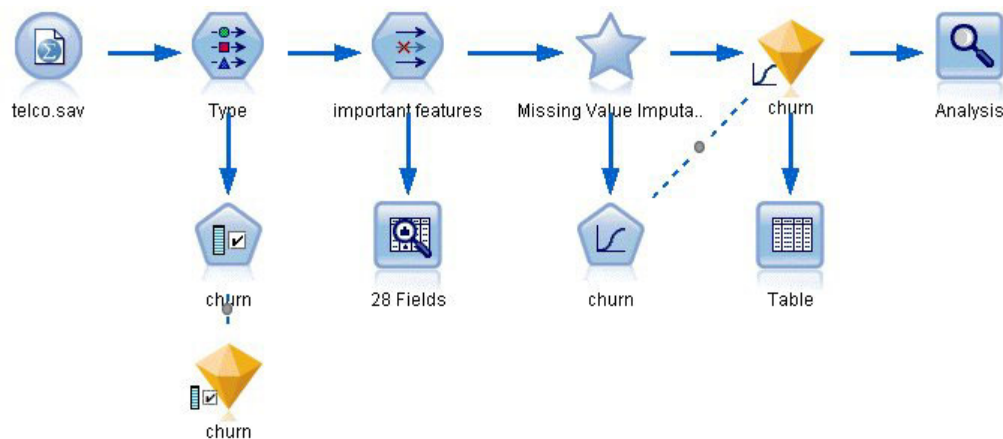 telco.sav
Type
important features
Missing Value Imputa..
churn
Analysis
churn
28 Fields
churn
Table
churn